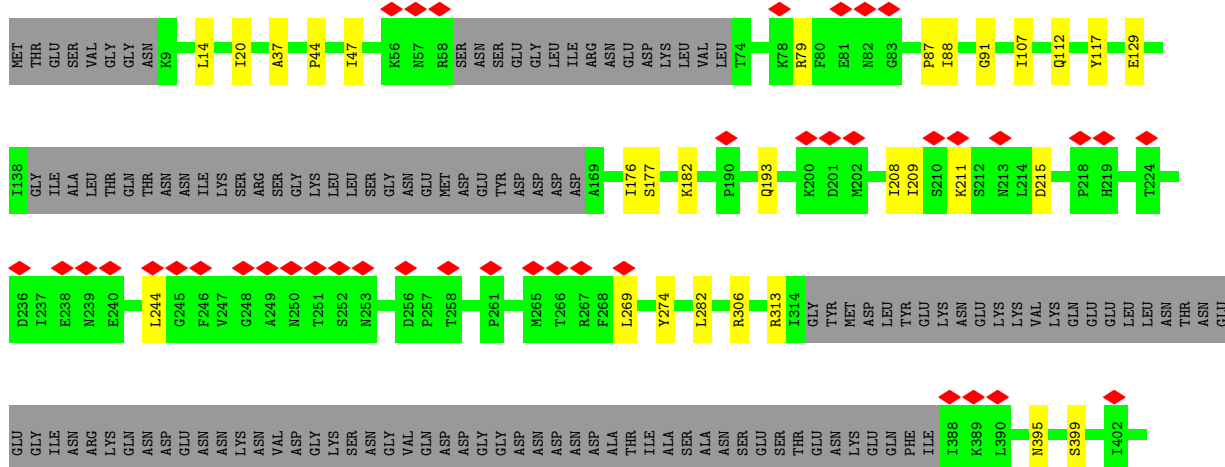 MET THR GLU SER VAL GLY GLY ASN K9 L14 I20 A37 P44 I47 K56 N57 R58 SER ASN SER GLU GLY LEU ILE ARG ASN GLU ASP LYS LEU VAL LEU T74 K78 R79 F80 E81 N82 G83 P87 I88 G91 I107 Q112 Y117 E129
I138 GLY ILE ALA LEU THR GLN THR THR ASN ASN ILE LYS SER ARG SER GLY LYS LEU LEU SER GLY ASN GLU MET ASP GLU TYR ASP ASP ASP A169 I176 S177 K182 P190 Q193 K200 D201 M202 I208 I209 S210 K211 S212 N213 L214 D215 P218 H219 T224
D236 I237 E238 N239 E240 L244 G245 F246 V247 G248 A249 N250 T251 S252 N253 D256 P257 T258 P261 M265 T266 R267 F268 L269 Y274 L282 R306 R313 I314 GLY TYR MET ASP LEU TYR GLU LYS ASN GLU LYS LYS VAL LYS GLN GLU GLU LEU LEU ASN THR ASN GLU
GLU GLY ILE ASN ARG LYS GLN ASN ASP GLU ASN ASN LYS ASN VAL ASP GLY LYS SER ASN GLY VAL GLN ASP ASP GLY GLY ASP ASN ASP ASN ASP ALA THR ILE ALA SER ALA ASN SER GLU SER THR GLU ASN LYS GLU GLN PHE ILE I388 K389 L390 N395 S399 I402